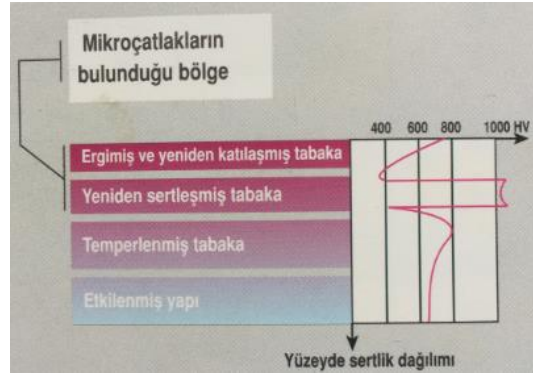 Mikroçatlakların
bulunduğu bölge
400 600 800 1000 HV
Ergimiş ve yeniden katılaşmış tabaka
Yeniden sertleşmiş tabaka
Temperlenmiş tabaka
Etkilenmiş yapı
Yüzeyde sertlik dağılımı